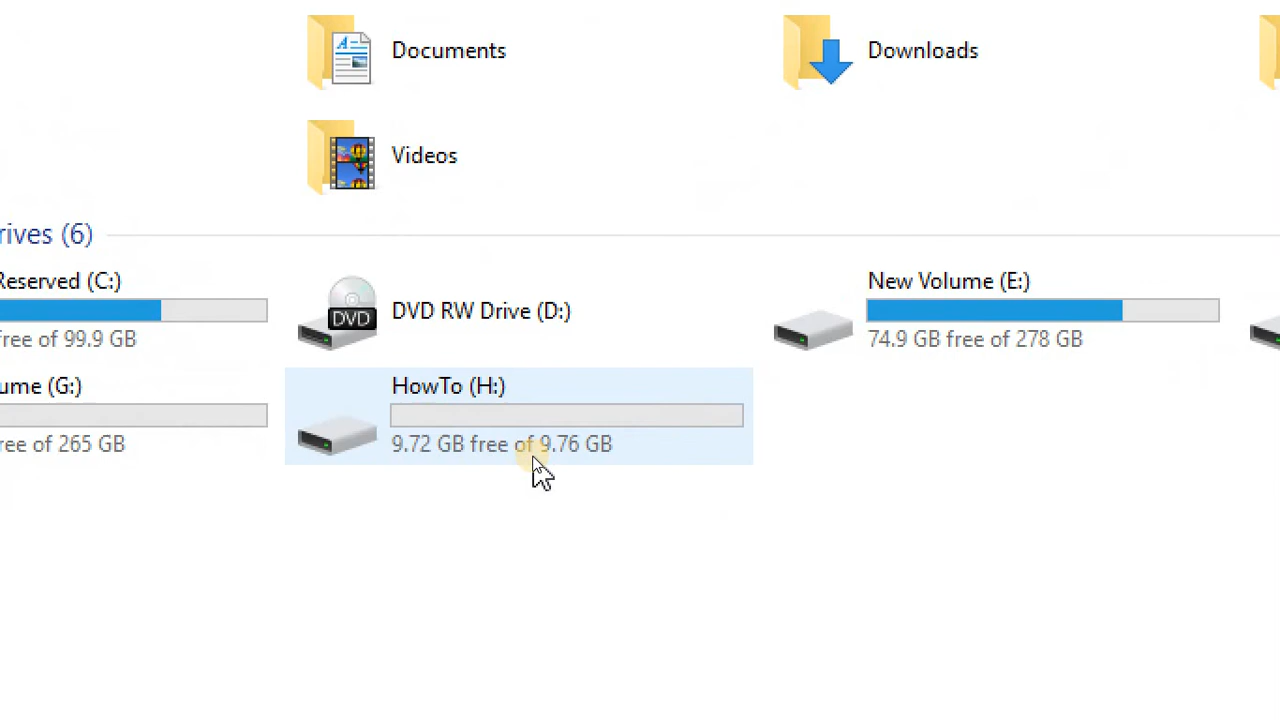 Documents
Downloads
Videos
rives (6)
Reserved (C:)
free of 99.9 GB
DVD
DVD RW Drive (D:)
New Volume (E:)
74.9 GB free of 278 GB
ume (G:)
ree of 265 GB
HowTo (H:)
9.72 GB free of 9.76 GB